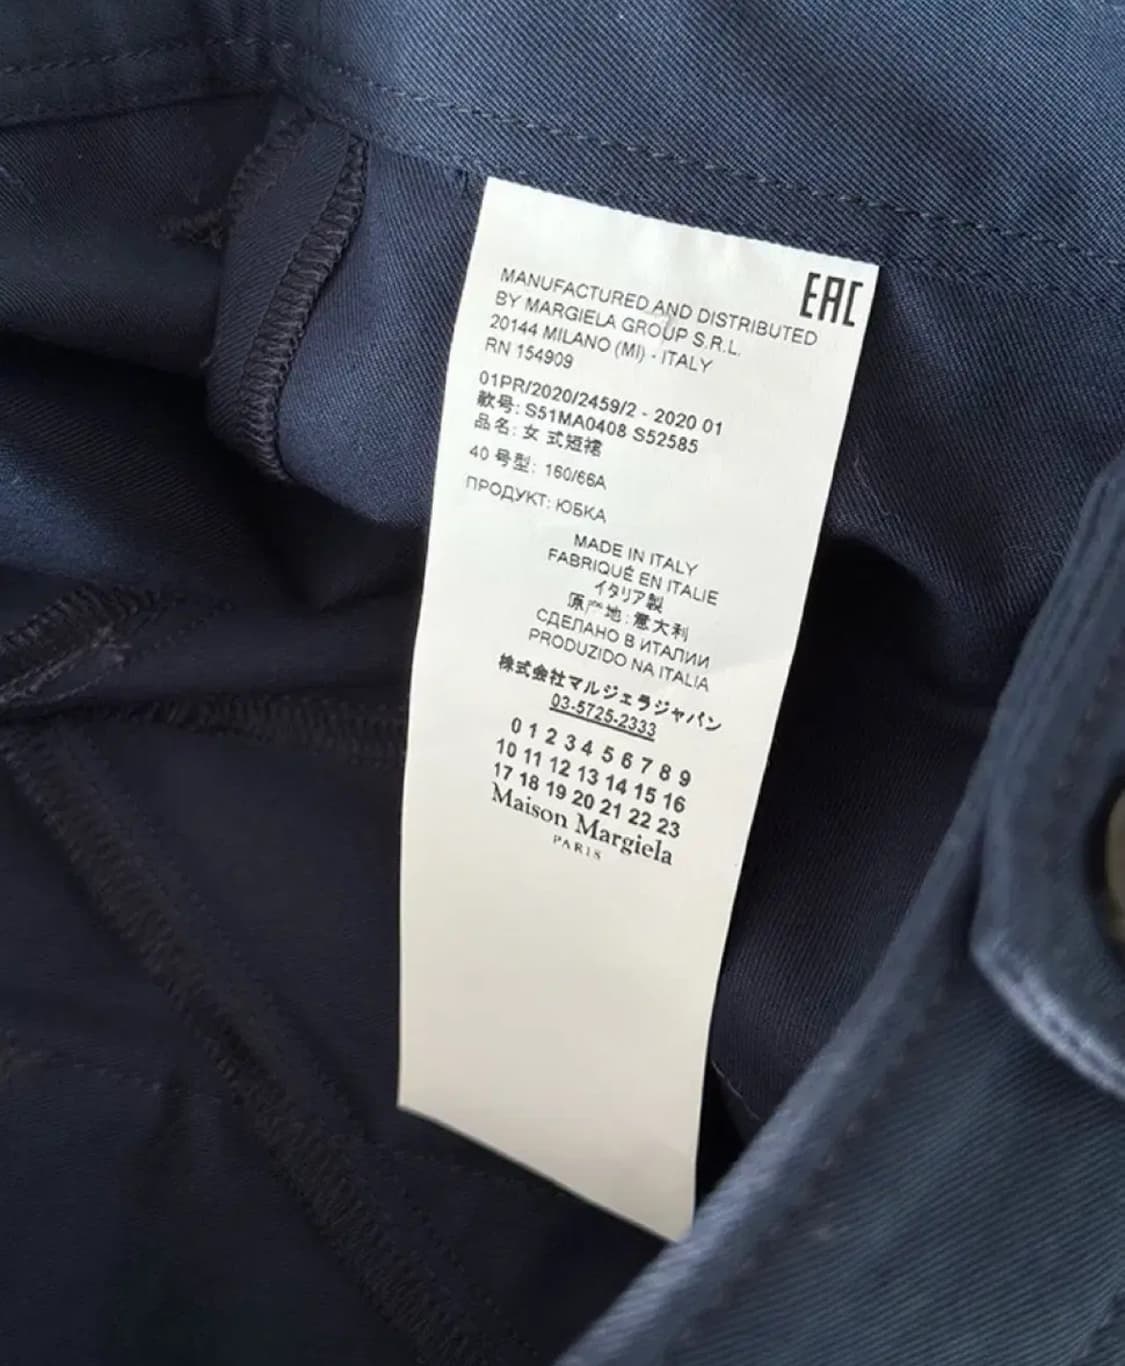 EAC
MANUFACTURED AND DISTRIBUTED
BY MARGIELA GROUP S.R.L.
20144 MILANO (MI) - ITALY
RN 154909
01PR/2020/2459/2 - 2020 01
款号: S51MA0408 S52585
品名: 女 式短裙
40 号型: 160/66A
ПРОДУКТ: ЮБКА
MADE IN ITALY
FABRIQUÉ EN ITALIE
イタリア製
原产地: 意大利
СДЕЛАНО В ИТАЛИИ
PRODUZIDO NA ITALIA
株式会社マルジェラジャパン
03-5725-2333
0 1 2 3 4 5 6 7 8 9
10 11 12 13 14 15 16
17 18 19 20 21 22 23
Maison Margiela
PARIS